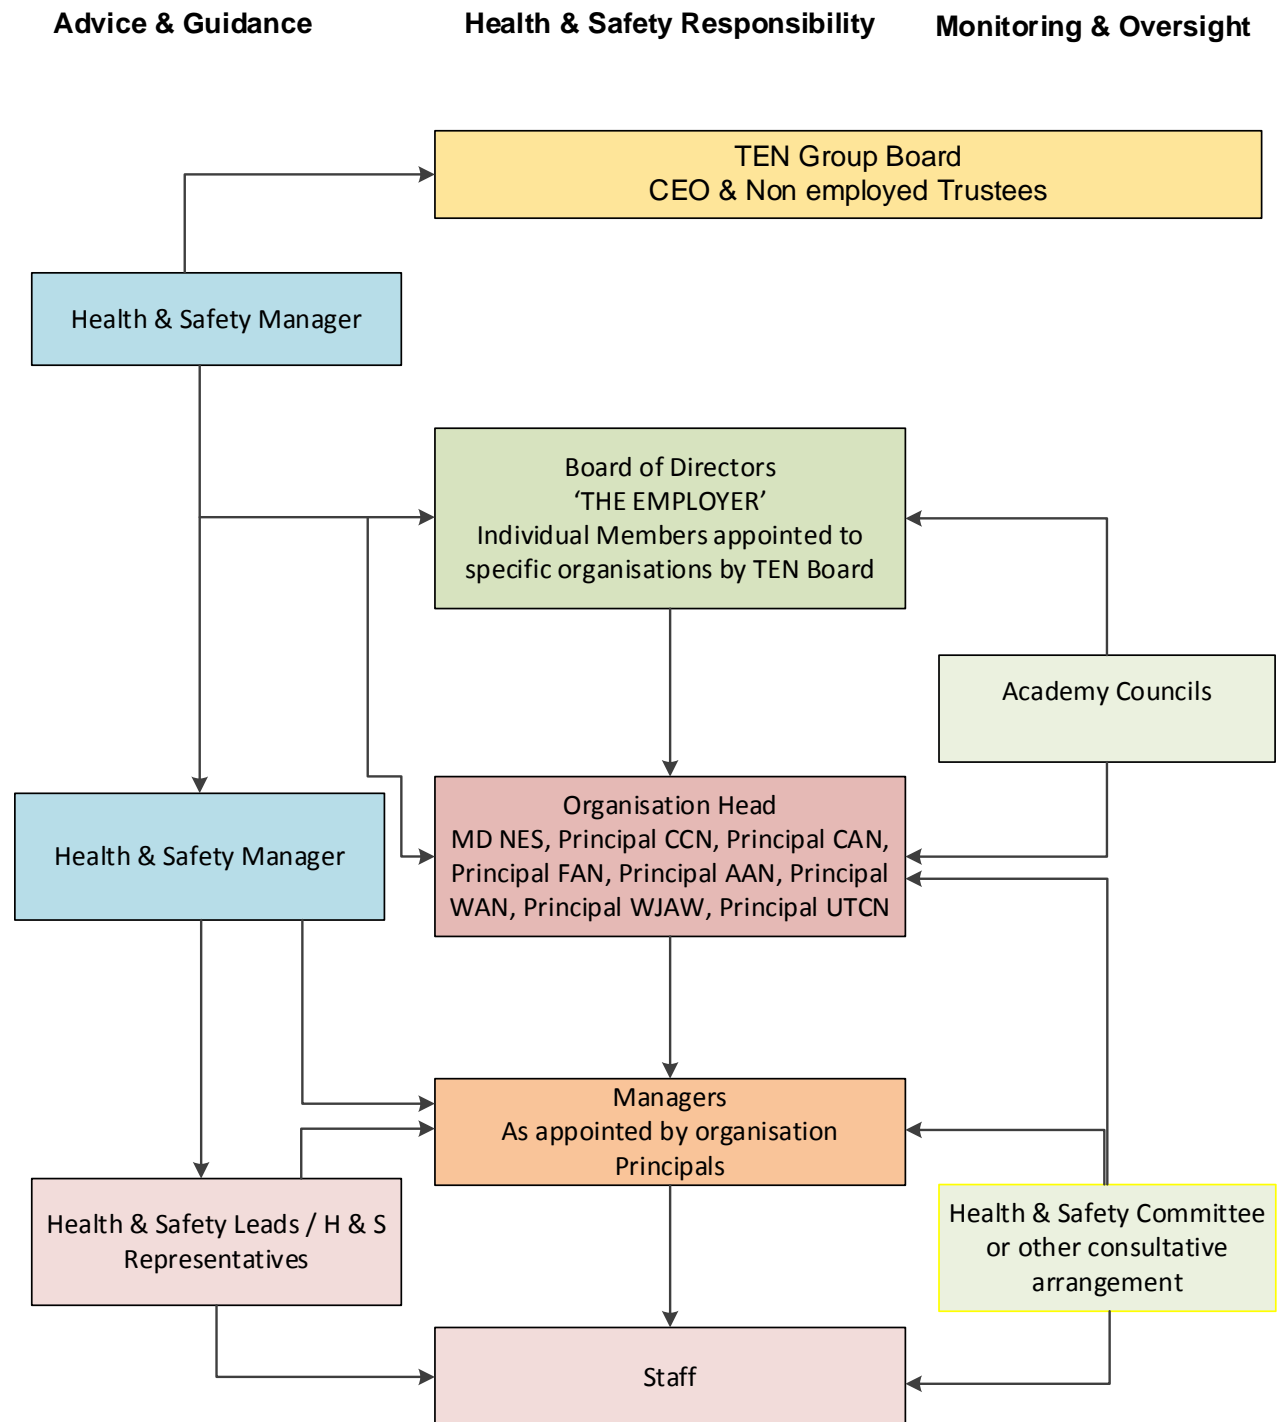 Advice & Guidance
Health & Safety Responsibility
Monitoring & Oversight
TEN Group Board
CEO & Non employed Trustees
Health & Safety Manager
Board of Directors
‘THE EMPLOYER’
Individual Members appointed to
specific organisations by TEN Board
Academy Councils
Organisation Head
MD NES, Principal CCN, Principal CAN,
Principal FAN, Principal AAN, Principal
WAN, Principal WJAW, Principal UTCN
Health & Safety Manager
Managers
As appointed by organisation
Principals
Health & Safety Leads / H & S
Representatives
Health & Safety Committee
or other consultative
arrangement
Staff